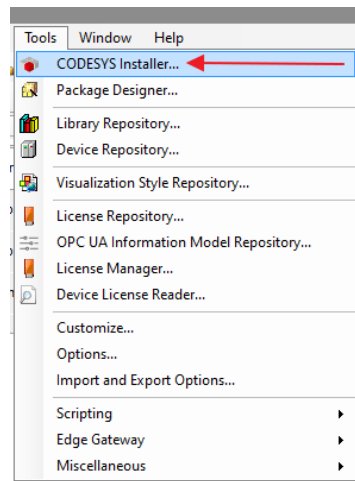 Tools Window Help
CODESYS Installer...
Package Designer...
Library Repository...
Device Repository...
Visualization Style Repository...
License Repository...
OPC UA Information Model Repository...
License Manager...
Device License Reader...
Customize...
Options...
Import and Export Options...
Scripting
Edge Gateway
Miscellaneous